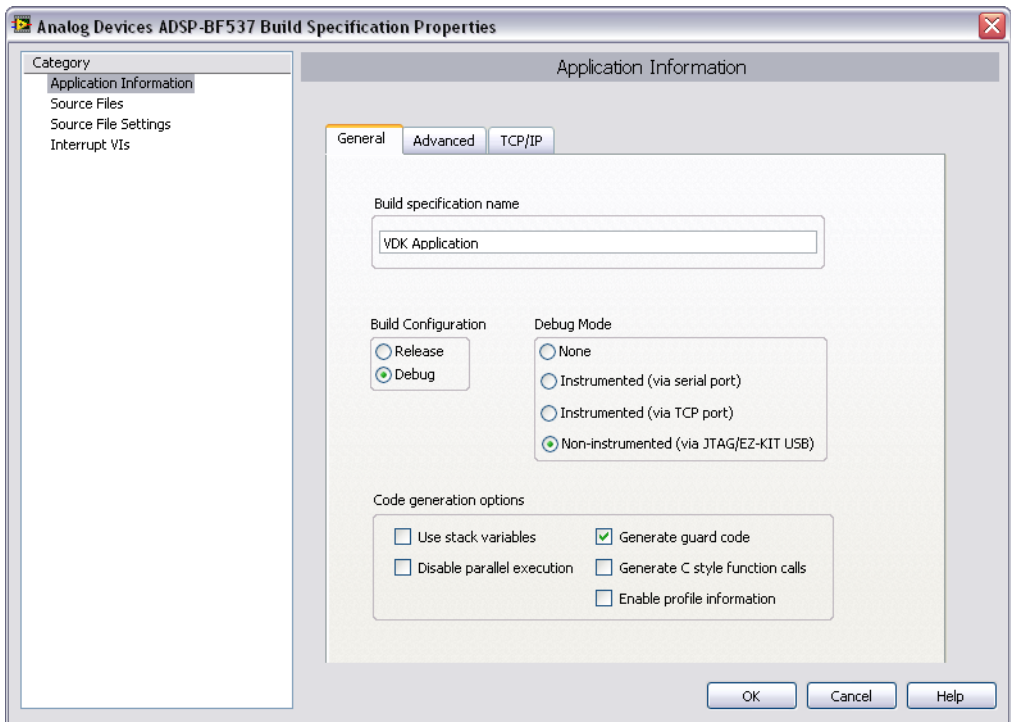 Analog Devices ADSP-BF537 Build Specification Properties
Category
Application Information
Source Files
Source File Settings
Interrupt VIs
Application Information
General
Advanced
TCP/IP
Build specification name
VDK Application
Build Configuration
Release
Debug
Debug Mode
None
Instrumented (via serial port)
Instrumented (via TCP port)
Non-instrumented (via JTAG/EZ-KIT USB)
Code generation options
Use stack variables
Generate guard code
Disable parallel execution
Generate C style function calls
Enable profile information
OK
Cancel
Help